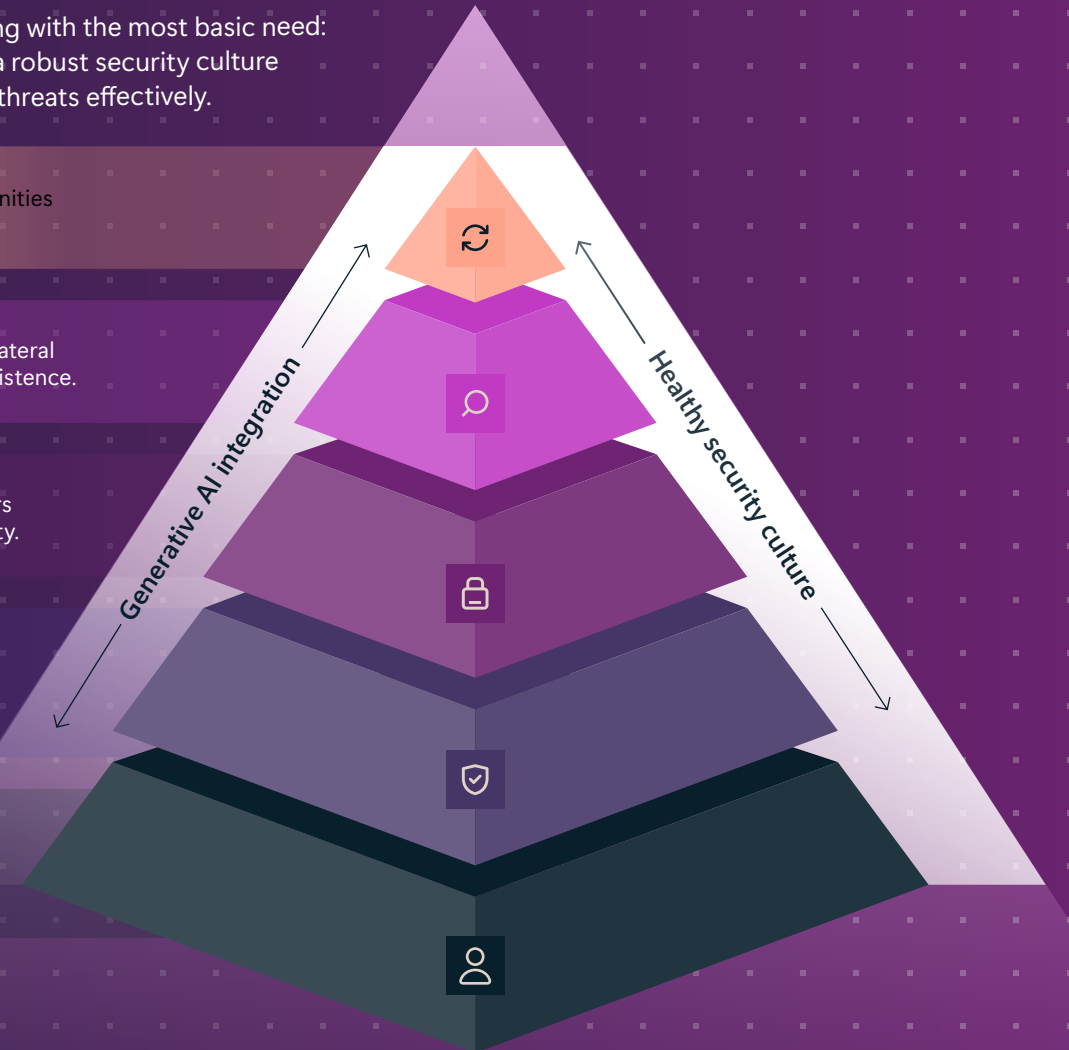 ng with the most basic need:
a robust security culture
threats effectively.
nities
ateral
istence.
rs
ty.
Generative AI integration
Healthy security culture